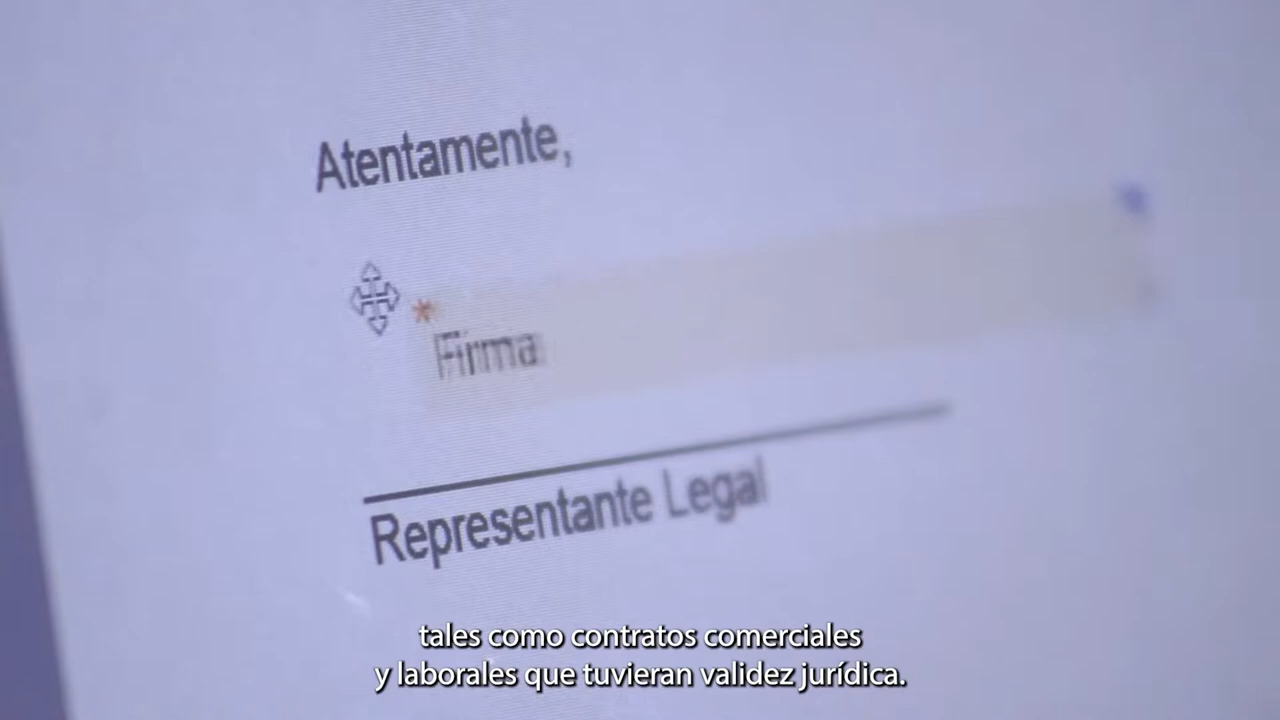 Atentamente,
*
Firma
Representante Legal
tales como contratos comerciales
y laborales que tuvieran validez jurídica.